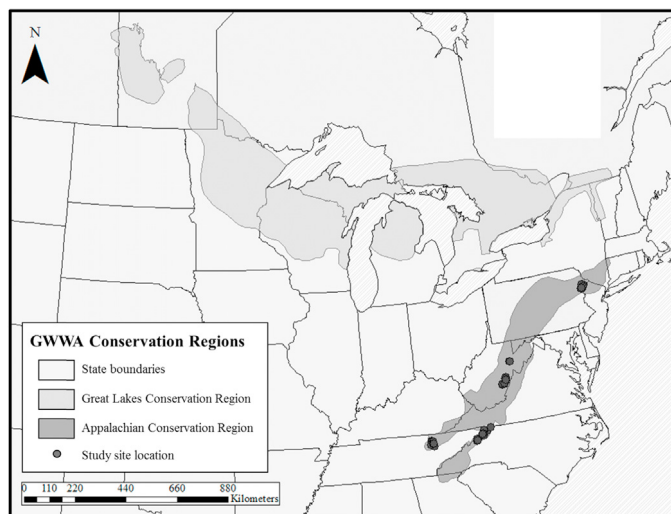 N
GWWA Conservation Regions
State boundaries
Great Lakes Conservation Region
Appalachian Conservation Region
Study site location
0 110 220 440 660 880
Kilometers